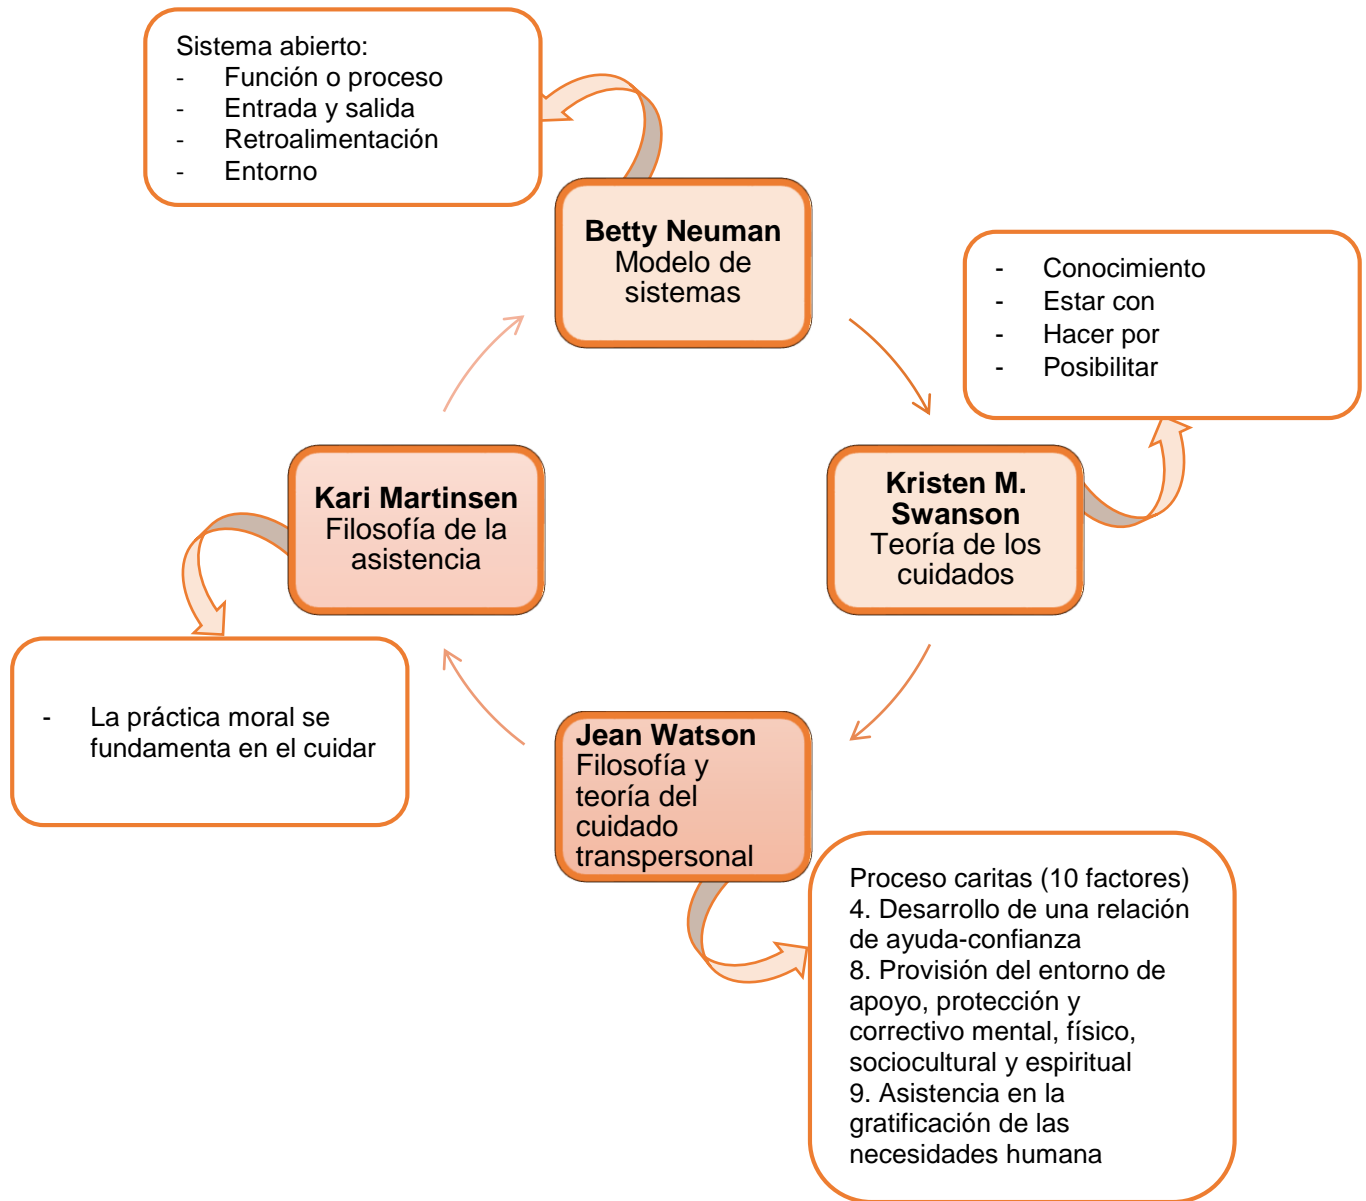 Sistema abierto:
- Función o proceso
- Entrada y salida
- Retroalimentación
- Entorno
Betty Neuman
Modelo de
sistemas
- Conocimiento
- Estar con
- Hacer por
- Posibilitar
Kristen M.
Swanson
Teoría de los
cuidados
Kari Martinsen
Filosofía de la
asistencia
- La práctica moral se
fundamenta en el cuidar
Jean Watson
Filosofía y
teoría del
cuidado
transpersonal
Proceso caritas (10 factores)
4. Desarrollo de una relación
de ayuda-confianza
8. Provisión del entorno de
apoyo, protección y
correctivo mental, físico,
sociocultural y espiritual
9. Asistencia en la
gratificación de las
necesidades humana